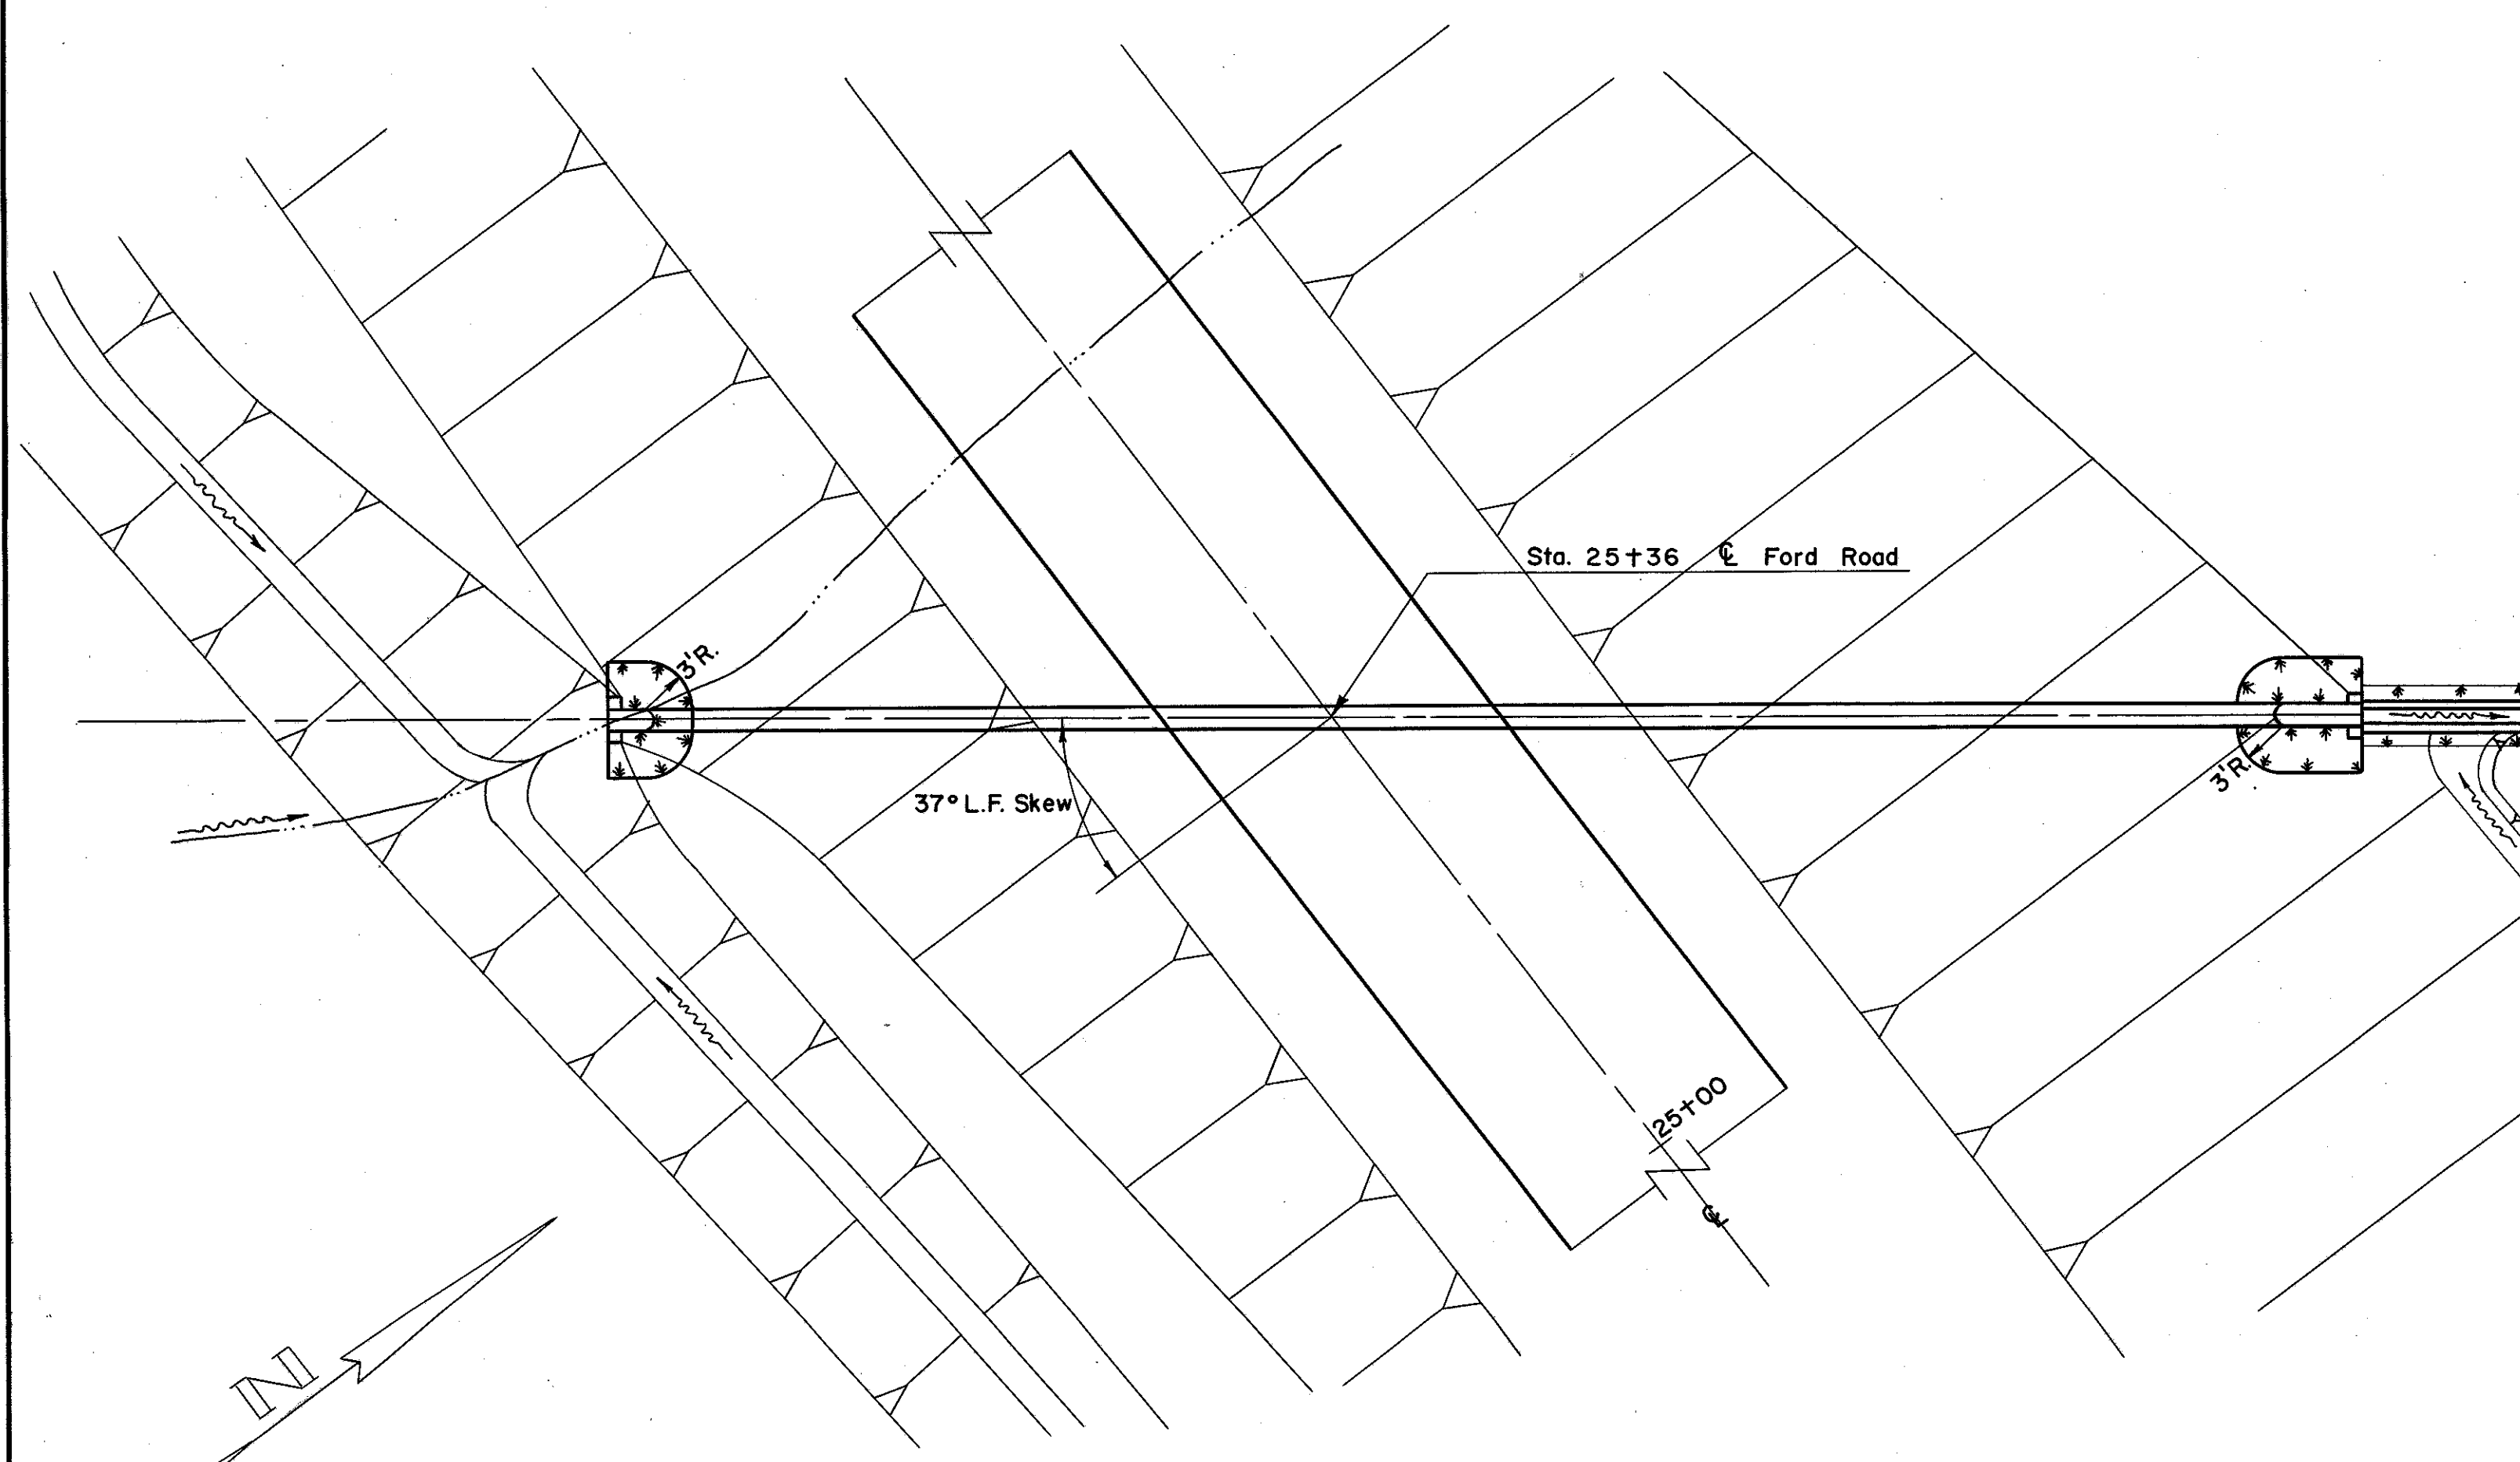 Sta. 25+36 ℄ Ford Road
3'R.
37° L.F. Skew
3'R.
25+00
℄
N